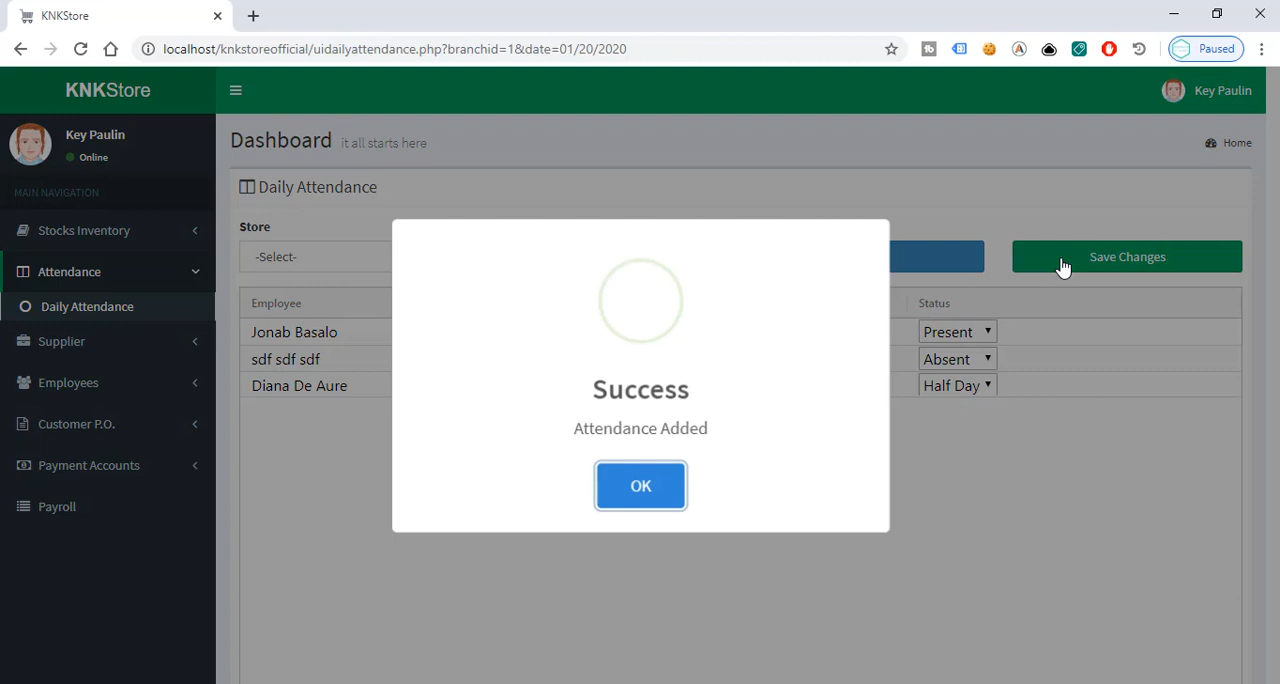 KNKStore
localhost/knkstoreofficial/uidailyattendance.php?branchid=1&date=01/20/2020
Paused
KNKStore
Key Paulin
Key Paulin
Online
Dashboard it all starts here
Home
MAIN NAVIGATION
Stocks Inventory
Attendance
Daily Attendance
Supplier
Employees
Customer P.O.
Payment Accounts
Payroll
Daily Attendance
Store
-Select-
Save Changes
Employee Status
Jonab Basalo Present
sdf sdf sdf Absent
Diana De Aure Half Day
Success
Attendance Added
OK